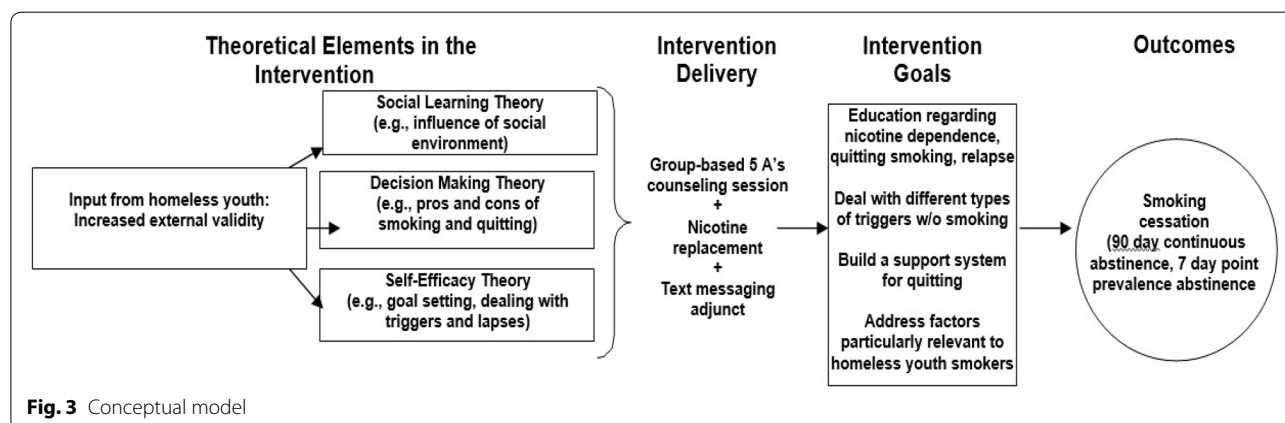 Theoretical Elements in the
Intervention
Intervention
Delivery
Intervention
Goals
Outcomes
Input from homeless youth:
Increased external validity
Social Learning Theory
(e.g., influence of social
environment)
Decision Making Theory
(e.g., pros and cons of
smoking and quitting)
Self-Efficacy Theory
(e.g., goal setting, dealing with
triggers and lapses)
Group-based 5 A's
counseling session
+
Nicotine
replacement
+
Text messaging
adjunct
Education regarding
nicotine dependence,
quitting smoking, relapse
Deal with different types
of triggers w/o smoking
Build a support system
for quitting
Address factors
particularly relevant to
homeless youth smokers
Smoking
cessation
(90 day continuous
abstinence, 7 day point
prevalence abstinence
Fig. 3 Conceptual model